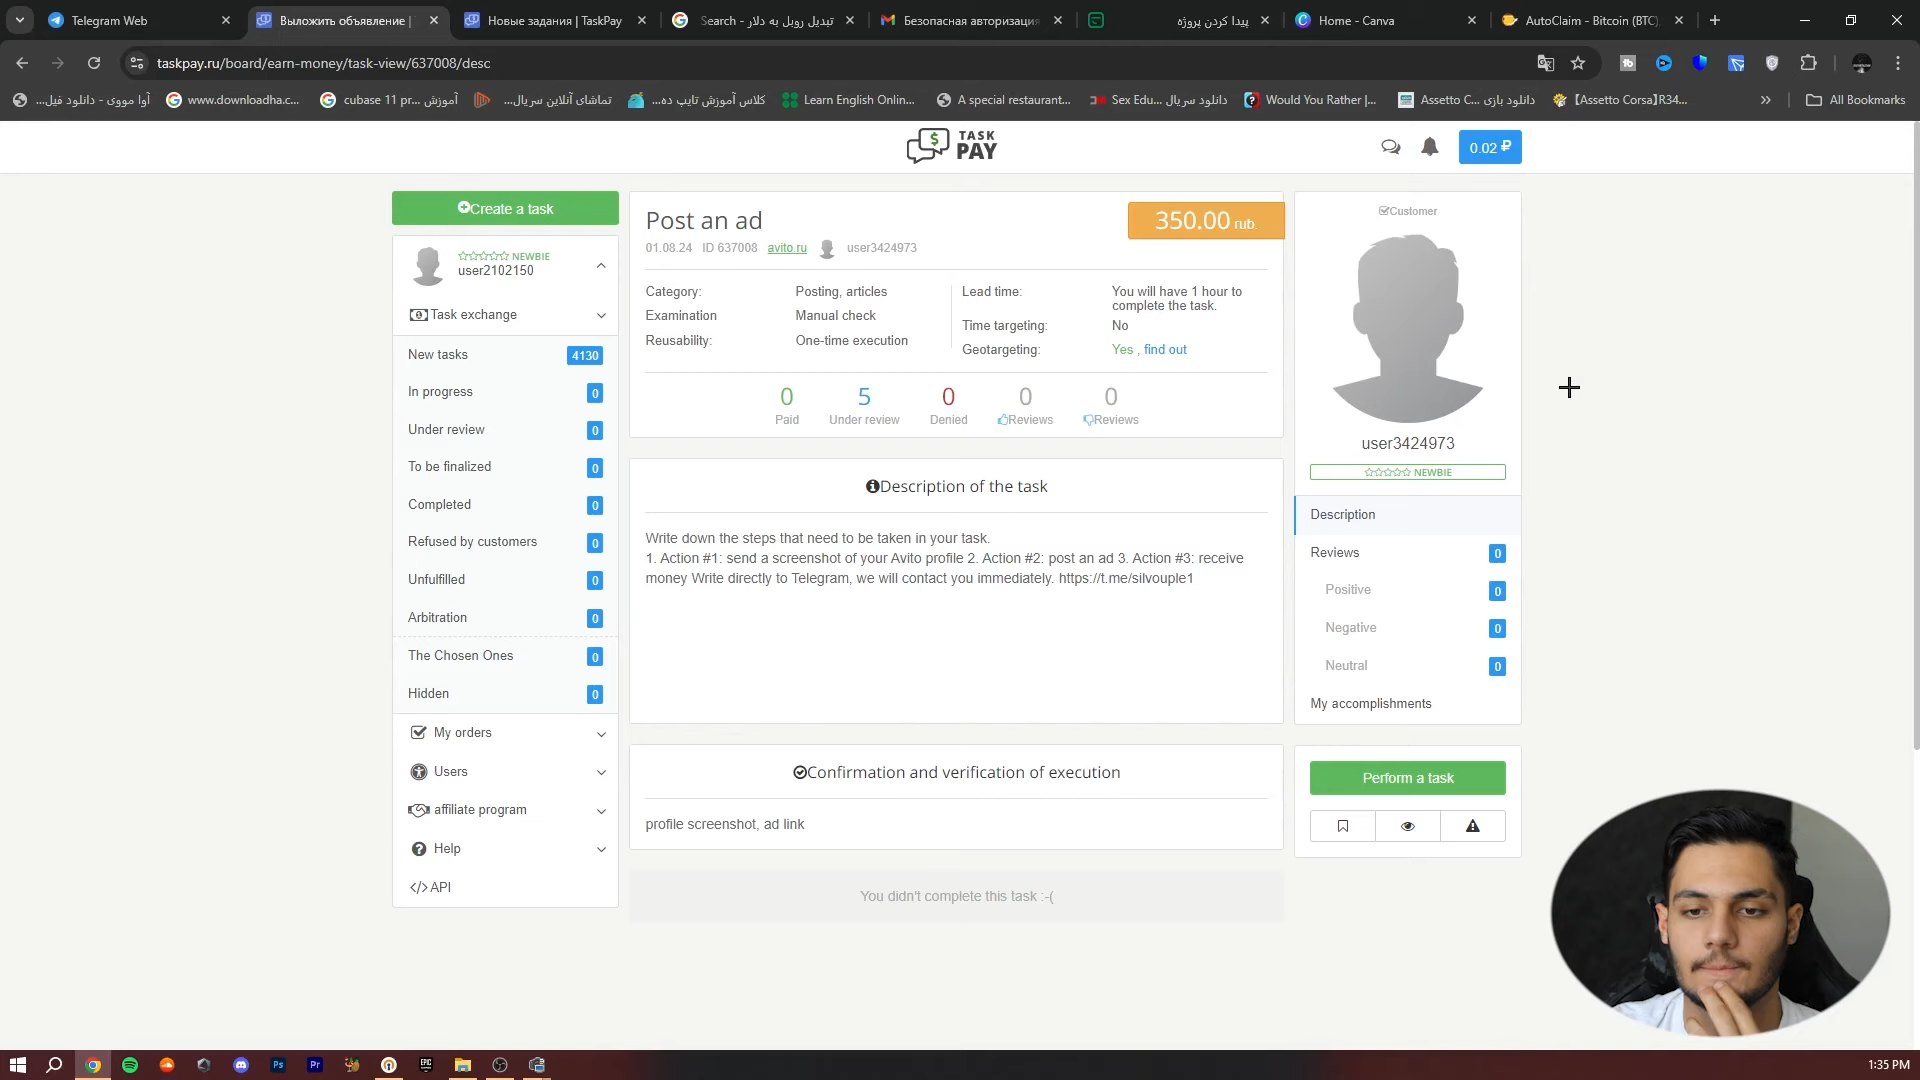 Telegram Web
Выложить объявление |
Новые задания | TaskPay
تبدیل روبل به دلار - Search
Безопасная авторизация
پیدا کردن پروژه
Home - Canva
AutoClaim - Bitcoin (BTC)
taskpay.ru/board/earn-money/task-view/637008/desc
آوا مووی - دانلود فیل...
www.downloadha.c...
آموزش cubase 11 pr...
تماشای آنلاین سریال...
کلاس آموزش تایپ ده...
Learn English Onlin...
A special restaurant...
دانلود سریال Sex Edu...
Would You Rather |...
دانلود بازی Assetto C...
【Assetto Corsa】R34...
All Bookmarks
TASK
PAY
0.02 ₽
Create a task
NEWBIE
user2102150
Task exchange
New tasks 4130
In progress 0
Under review 0
To be finalized 0
Completed 0
Refused by customers 0
Unfulfilled 0
Arbitration 0
The Chosen Ones 0
Hidden 0
My orders
Users
affiliate program
Help
</> API
Post an ad
350.00 rub.
01.08.24 ID 637008 avito.ru user3424973
Category: Posting, articles
Examination Manual check
Reusability: One-time execution
Lead time: You will have 1 hour to
complete the task.
Time targeting: No
Geotargeting: Yes , find out
0 5 0 0 0
Paid Under review Denied Reviews Reviews
Description of the task
Write down the steps that need to be taken in your task.
1. Action #1: send a screenshot of your Avito profile 2. Action #2: post an ad 3. Action #3: receive
money Write directly to Telegram, we will contact you immediately. https://t.me/silvouple1
Confirmation and verification of execution
profile screenshot, ad link
You didn't complete this task :-(
Customer
user3424973
NEWBIE
Description
Reviews 0
Positive 0
Negative 0
Neutral 0
My accomplishments
Perform a task
Ps
Pr
EPIC
1:35 PM